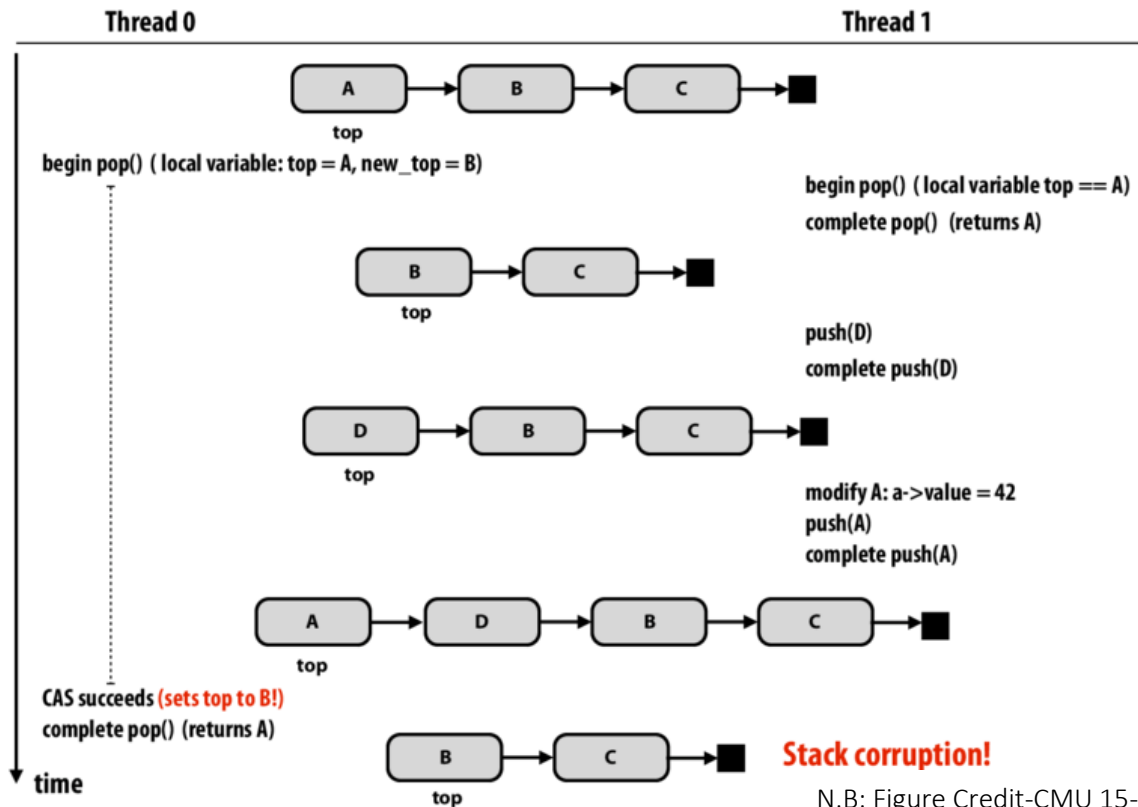 Thread 0 Thread 1
A B C
top
begin pop() ( local variable: top = A, new_top = B)
begin pop() ( local variable top == A)
complete pop() (returns A)
B C
top
push(D)
complete push(D)
D B C
top
modify A: a->value = 42
push(A)
complete push(A)
A D B C
top
CAS succeeds (sets top to B!)
complete pop() (returns A)
B C
Stack corruption!
time
top
N.B: Figure Credit-CMU 15-